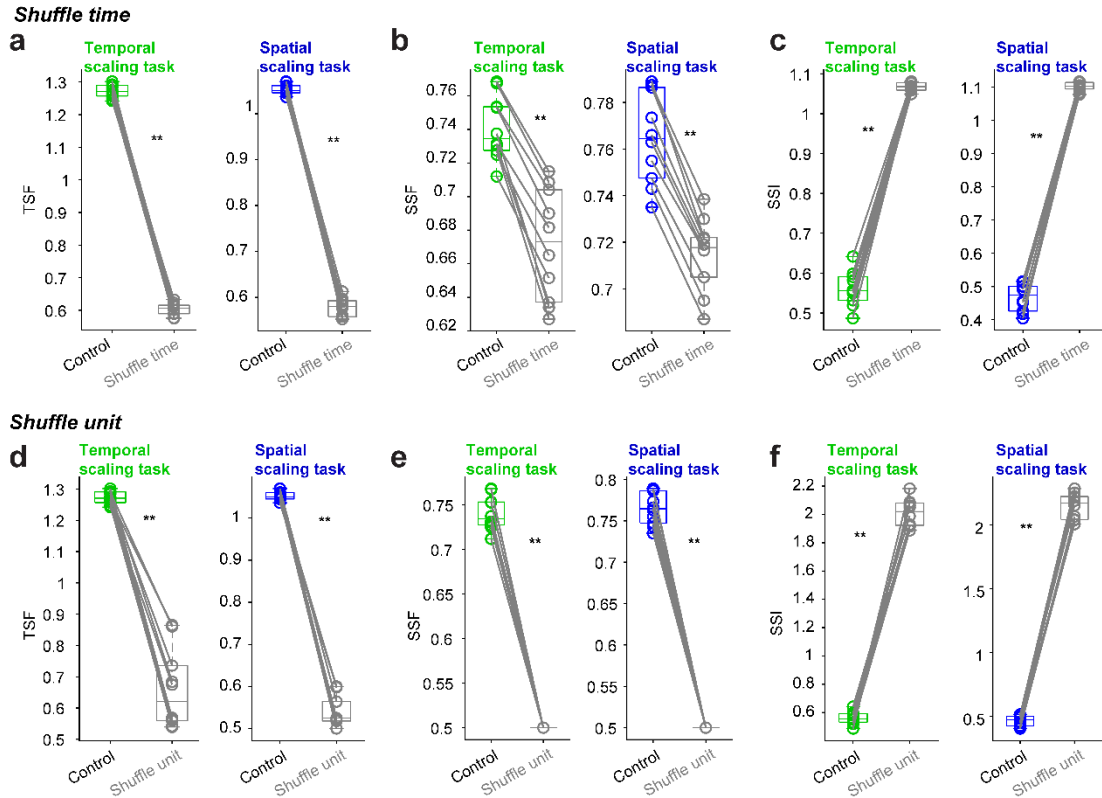 Shuffle time
a
Temporal
scaling task
Spatial
scaling task
TSF
1.3
1.2
1.1
1
0.9
0.8
0.7
0.6
**
Control
Shuffle time
1
0.8
0.6
**
Control
Shuffle time
b
Temporal
scaling task
Spatial
scaling task
SSF
0.76
0.74
0.72
0.7
0.68
0.66
0.64
0.62
**
Control
Shuffle time
0.78
0.76
0.74
0.72
0.7
**
Control
Shuffle time
c
Temporal
scaling task
Spatial
scaling task
SSI
1.1
1
0.9
0.8
0.7
0.6
0.5
**
Control
Shuffle time
1.1
1
0.9
0.8
0.7
0.6
0.5
0.4
**
Control
Shuffle time
Shuffle unit
d
Temporal
scaling task
Spatial
scaling task
TSF
1.3
1.2
1.1
1
0.9
0.8
0.7
0.6
0.5
**
Control
Shuffle unit
1
0.9
0.8
0.7
0.6
0.5
**
Control
Shuffle unit
e
Temporal
scaling task
Spatial
scaling task
SSF
0.75
0.7
0.65
0.6
0.55
0.5
**
Control
Shuffle unit
0.8
0.75
0.7
0.65
0.6
0.55
0.5
**
Control
Shuffle unit
f
Temporal
scaling task
Spatial
scaling task
SSI
2.2
2
1.8
1.6
1.4
1.2
1
0.8
0.6
**
Control
Shuffle unit
2
1.5
1
0.5
**
Control
Shuffle unit